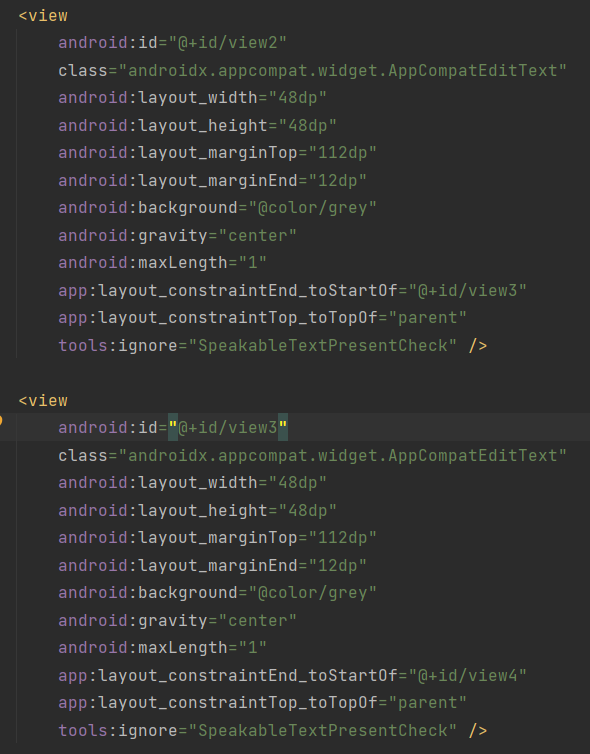 <view
android:id="@+id/view2"
class="androidx.appcompat.widget.AppCompatEditText"
android:layout_width="48dp"
android:layout_height="48dp"
android:layout_marginTop="112dp"
android:layout_marginEnd="12dp"
android:background="@color/grey"
android:gravity="center"
android:maxLength="1"
app:layout_constraintEnd_toStartOf="@+id/view3"
app:layout_constraintTop_toTopOf="parent"
tools:ignore="SpeakableTextPresentCheck" />
<view
android:id="@+id/view3"
class="androidx.appcompat.widget.AppCompatEditText"
android:layout_width="48dp"
android:layout_height="48dp"
android:layout_marginTop="112dp"
android:layout_marginEnd="12dp"
android:background="@color/grey"
android:gravity="center"
android:maxLength="1"
app:layout_constraintEnd_toStartOf="@+id/view4"
app:layout_constraintTop_toTopOf="parent"
tools:ignore="SpeakableTextPresentCheck" />